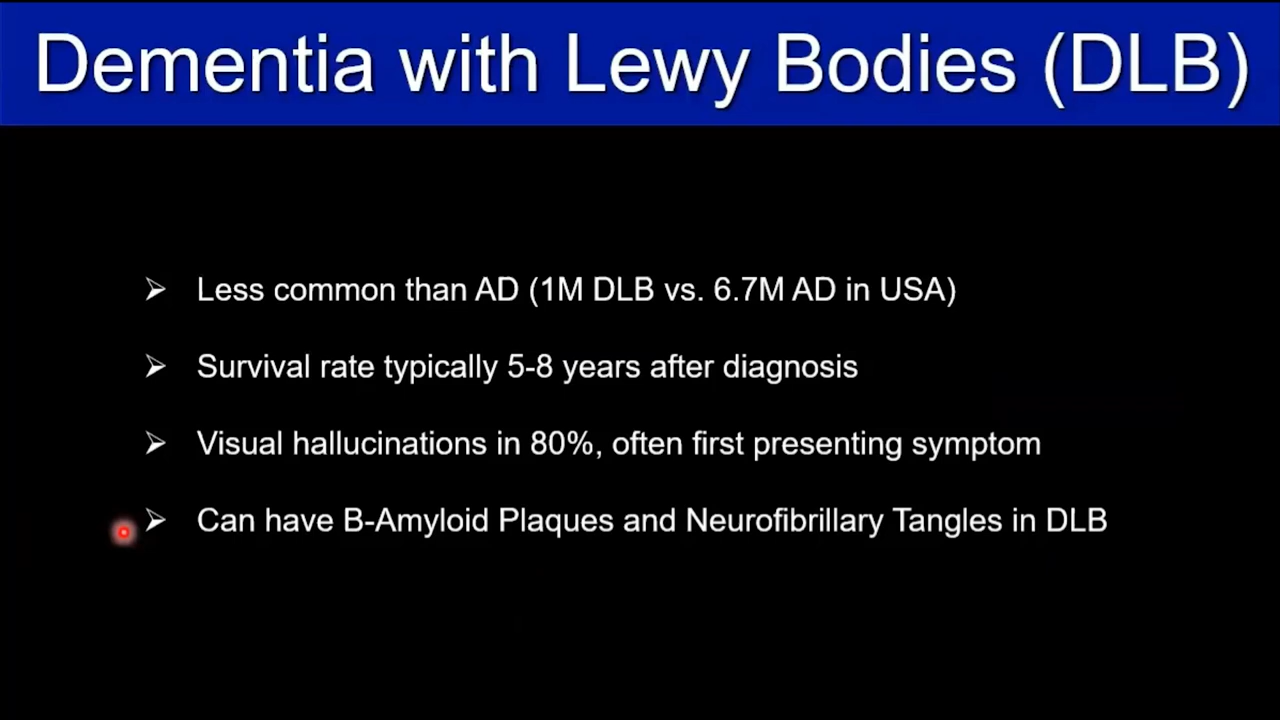 Dementia with Lewy Bodies (DLB)
Less common than AD (1M DLB vs. 6.7M AD in USA)
Survival rate typically 5-8 years after diagnosis
Visual hallucinations in 80%, often first presenting symptom
Can have B-Amyloid Plaques and Neurofibrillary Tangles in DLB